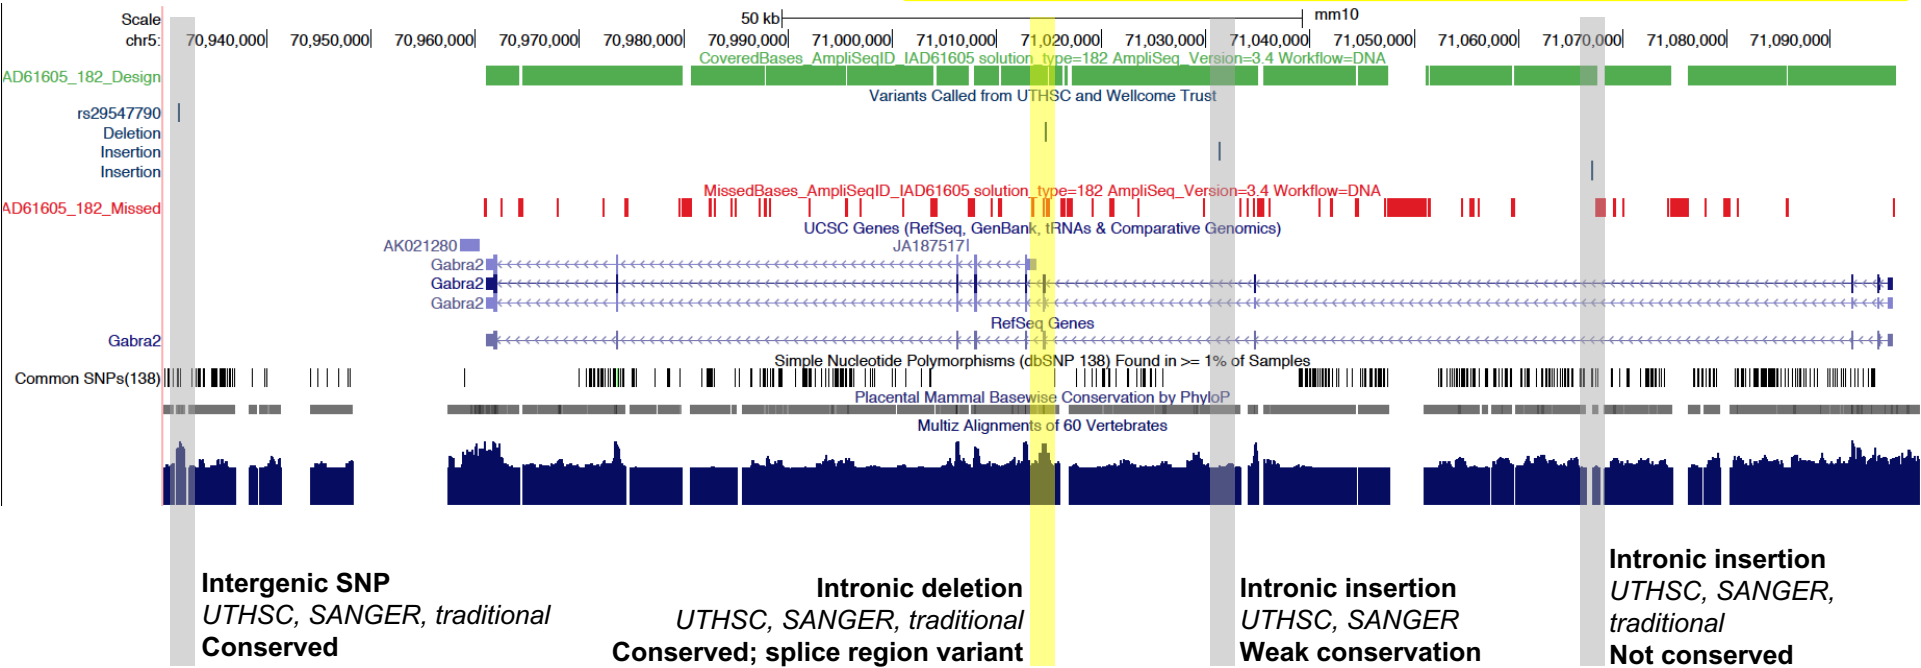 Scale 50 kb mm10
chr5: 70,940,000 70,950,000 70,960,000 70,970,000 70,980,000 70,990,000 71,000,000 71,010,000 71,020,000 71,030,000 71,040,000 71,050,000 71,060,000 71,070,000 71,080,000 71,090,000
CoveredBases_AmpliSeqID_IAD61605 solution_type=182 AmpliSeq_Version=3.4 Workflow=DNA
AD61605_182_Design
Variants Called from UTHSC and Wellcome Trust
rs29547790
Deletion
Insertion
Insertion
MissedBases_AmpliSeqID_IAD61605 solution_type=182 AmpliSeq_Version=3.4 Workflow=DNA
AD61605_182_Missed
UCSC Genes (RefSeq, GenBank, tRNAs & Comparative Genomics)
AK021280 JA187517
Gabra2
Gabra2
Gabra2
RefSeq Genes
Gabra2
Simple Nucleotide Polymorphisms (dbSNP 138) Found in >= 1% of Samples
Common SNPs(138)
Placental Mammal Basewise Conservation by PhyloP
Multiz Alignments of 60 Vertebrates
Intergenic SNP
UTHSC, SANGER, traditional
Conserved
Intronic deletion
UTHSC, SANGER, traditional
Conserved; splice region variant
Intronic insertion
UTHSC, SANGER
Weak conservation
Intronic insertion
UTHSC, SANGER,
traditional
Not conserved